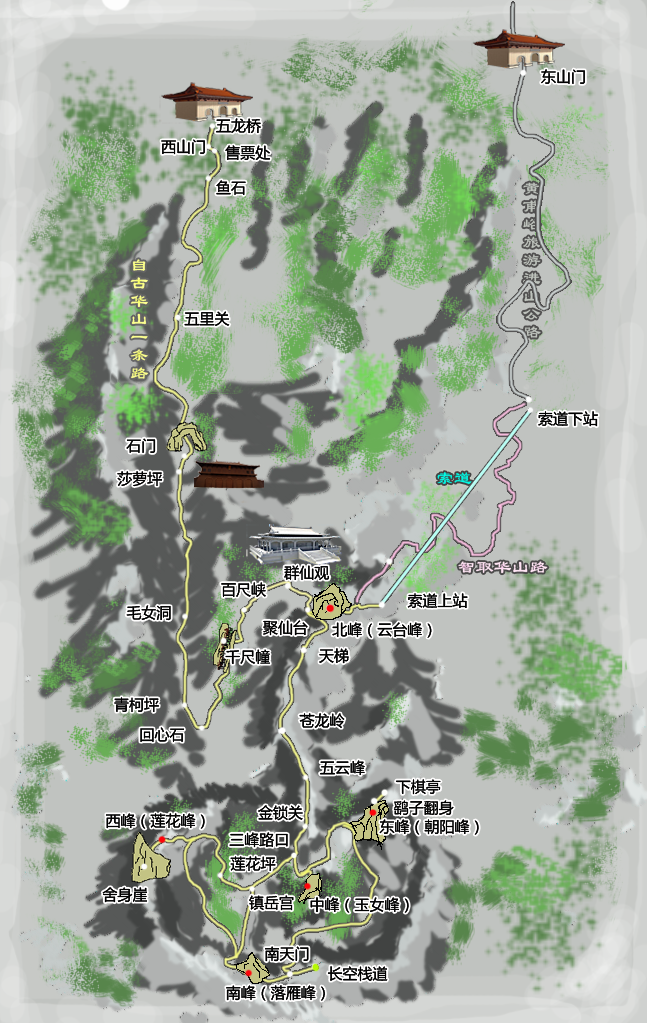 东山门
五龙桥
西山门
售票处
鱼石
黄甫峪旅游进山公路
自古华山一条路
五里关
索道下站
石门
莎萝坪
索道
智取华山路
群仙观
百尺峡
索道上站
毛女洞
聚仙台
北峰（云台峰）
千尺幢
天梯
青柯坪
回心石
苍龙岭
五云峰
下棋亭
鹞子翻身
金锁关
西峰（莲花峰）
东峰（朝阳峰）
三峰路口
莲花坪
舍身崖
镇岳宫
中峰（玉女峰）
南天门
长空栈道
南峰（落雁峰）